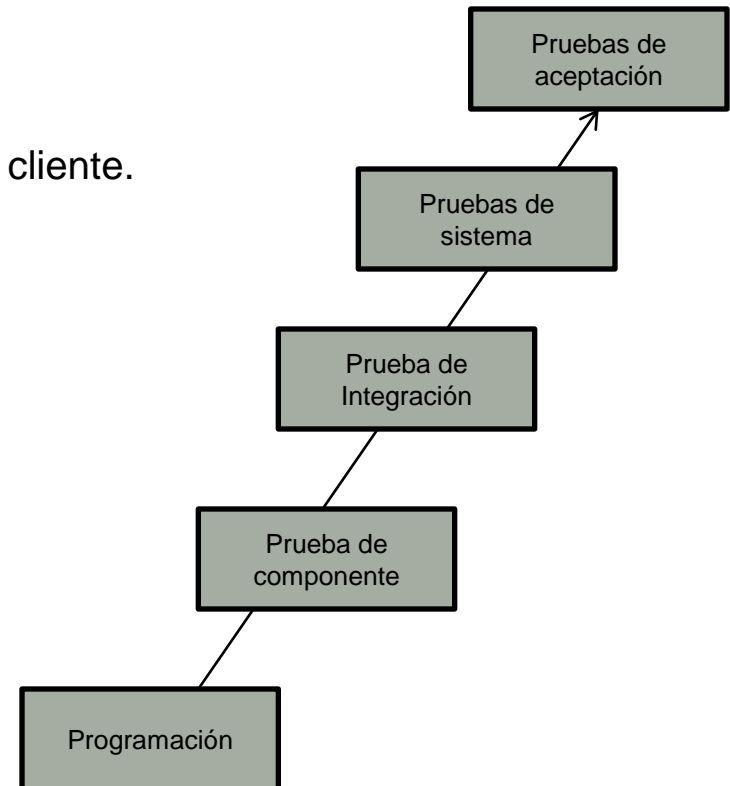 Pruebas de
aceptación
cliente.
Pruebas de
sistema
Prueba de
Integración
Prueba de
componente
Programación